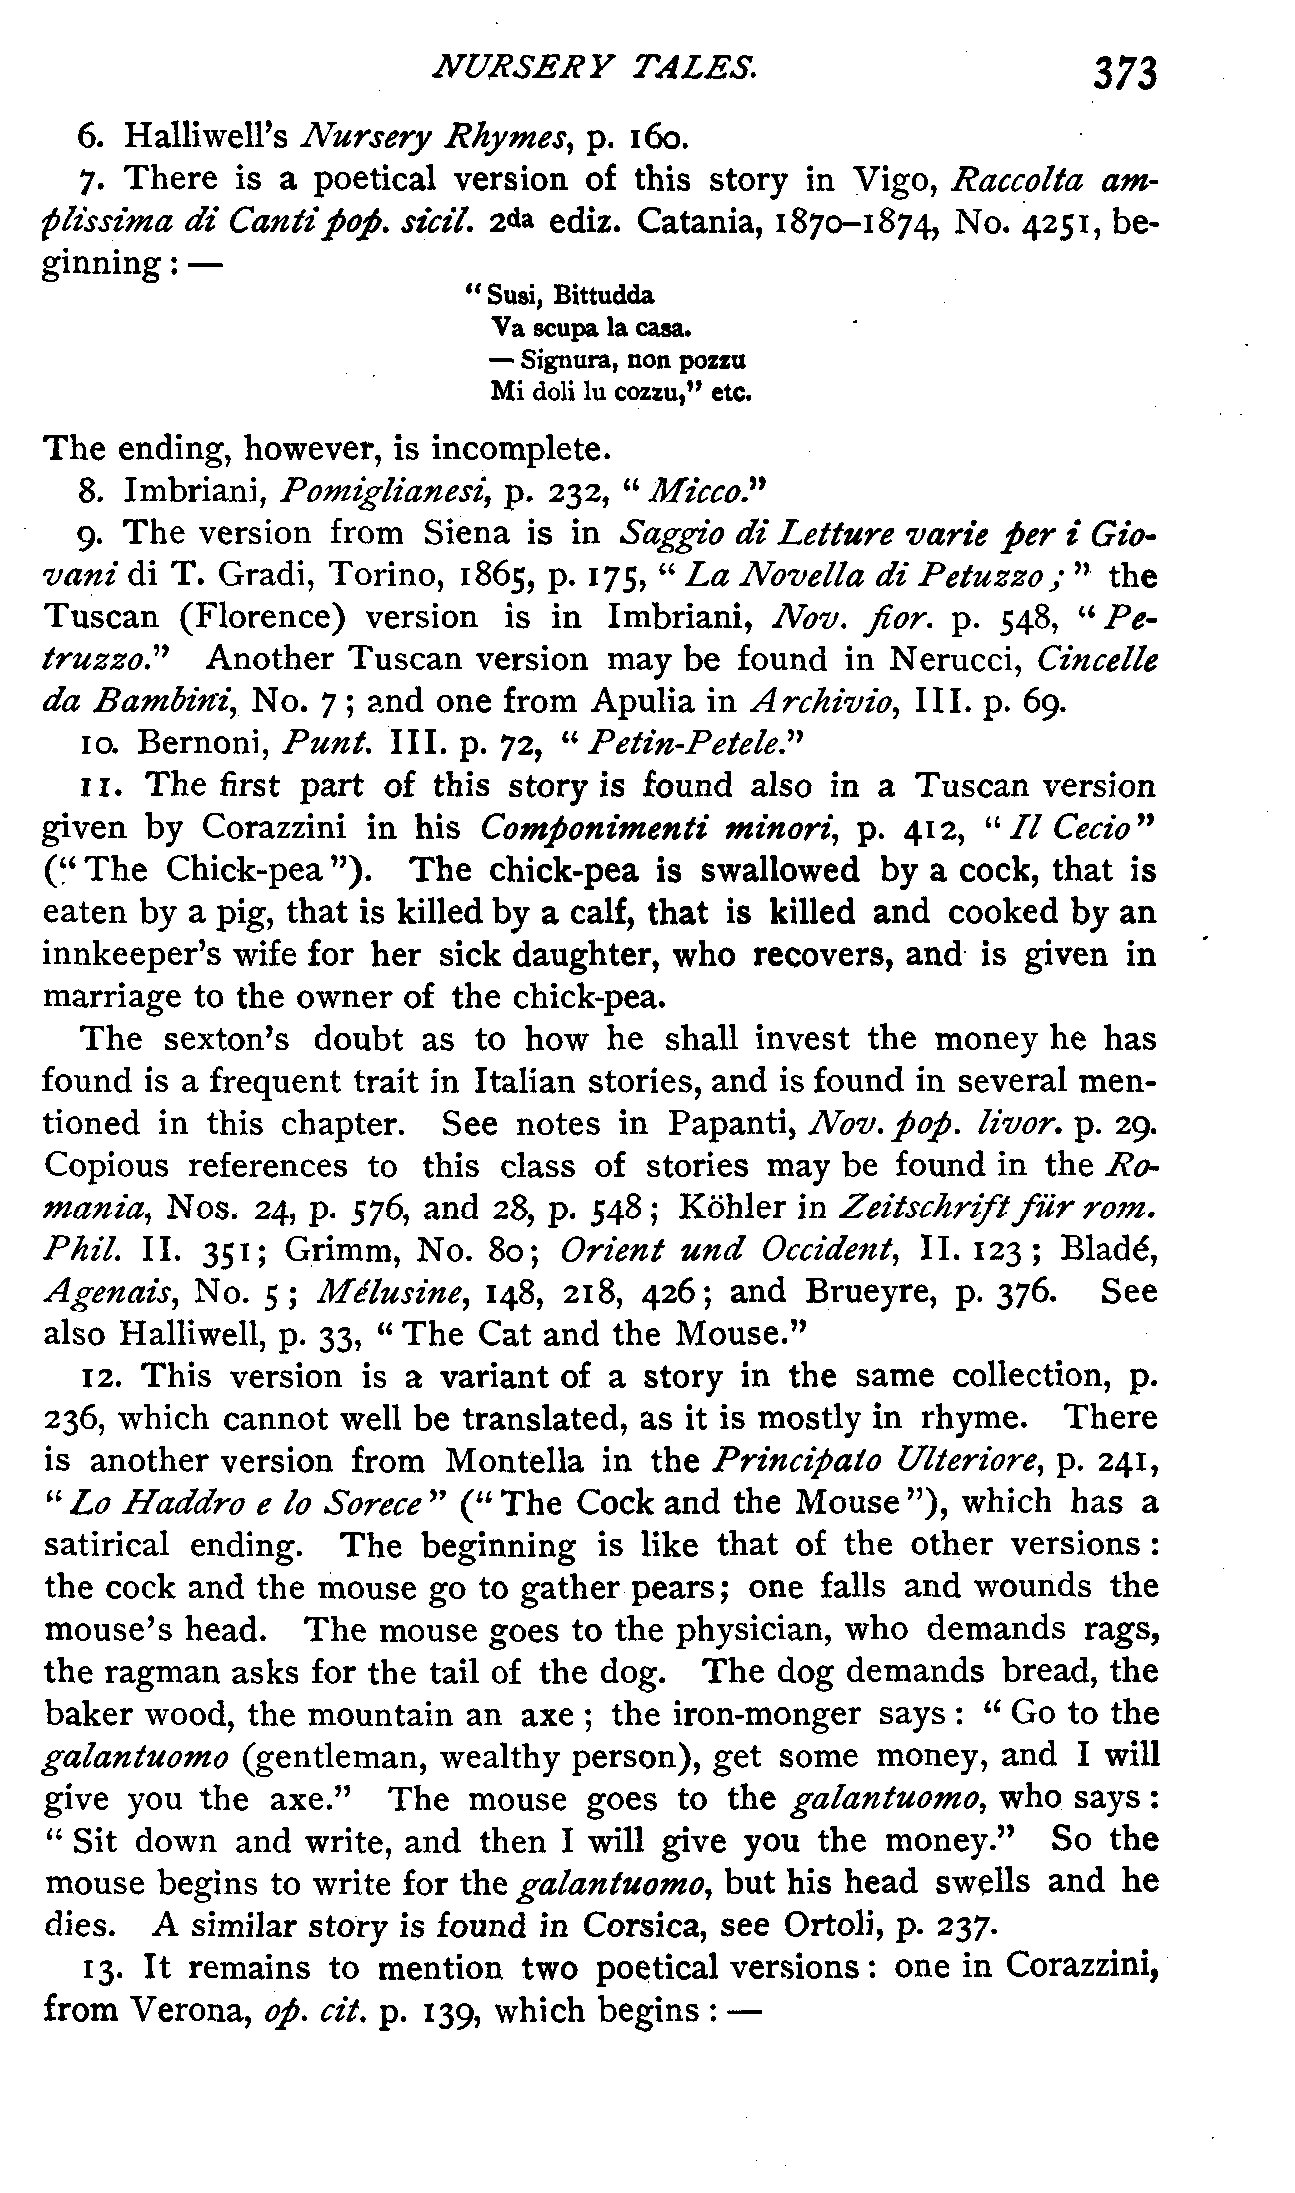 NURSERY TALES. 373
6. Halliwell's Nursery Rhymes, p. 160.
7. There is a poetical version of this story in Vigo, Raccolta am-
plissima di Canti pop. sicil. 2da ediz. Catania, 1870–1874, No. 4251, be-
ginning : —
“ Susi, Bittudda
Va scupa la casa.
— Signura, non pozzu
Mi doli lu cozzu,” etc.
The ending, however, is incomplete.
8. Imbriani, Pomiglianesi, p. 232, “ Micco.”
9. The version from Siena is in Saggio di Letture varie per i Gio-
vani di T. Gradi, Torino, 1865, p. 175, “ La Novella di Petuzzo ; ” the
Tuscan (Florence) version is in Imbriani, Nov. fior. p. 548, “ Pe-
truzzo.” Another Tuscan version may be found in Nerucci, Cincelle
da Bambini, No. 7 ; and one from Apulia in Archivio, III. p. 69.
10. Bernoni, Punt. III. p. 72, “ Petin-Petele.”
11. The first part of this story is found also in a Tuscan version
given by Corazzini in his Componimenti minori, p. 412, “ Il Cecio ”
(“ The Chick-pea ”). The chick-pea is swallowed by a cock, that is
eaten by a pig, that is killed by a calf, that is killed and cooked by an
innkeeper's wife for her sick daughter, who recovers, and is given in
marriage to the owner of the chick-pea.
The sexton's doubt as to how he shall invest the money he has
found is a frequent trait in Italian stories, and is found in several men-
tioned in this chapter. See notes in Papanti, Nov. pop. livor. p. 29.
Copious references to this class of stories may be found in the Ro-
mania, Nos. 24, p. 576, and 28, p. 548 ; Köhler in Zeitschrift für rom.
Phil. II. 351 ; Grimm, No. 80 ; Orient und Occident, II. 123 ; Bladé,
Agenais, No. 5 ; Mélusine, 148, 218, 426 ; and Brueyre, p. 376. See
also Halliwell, p. 33, “ The Cat and the Mouse.”
12. This version is a variant of a story in the same collection, p.
236, which cannot well be translated, as it is mostly in rhyme. There
is another version from Montella in the Principato Ulteriore, p. 241,
“ Lo Haddro e lo Sorece ” (“ The Cock and the Mouse ”), which has a
satirical ending. The beginning is like that of the other versions :
the cock and the mouse go to gather pears ; one falls and wounds the
mouse's head. The mouse goes to the physician, who demands rags,
the ragman asks for the tail of the dog. The dog demands bread, the
baker wood, the mountain an axe ; the iron-monger says : “ Go to the
galantuomo (gentleman, wealthy person), get some money, and I will
give you the axe.” The mouse goes to the galantuomo, who says :
“ Sit down and write, and then I will give you the money.” So the
mouse begins to write for the galantuomo, but his head swells and he
dies. A similar story is found in Corsica, see Ortoli, p. 237.
13. It remains to mention two poetical versions : one in Corazzini,
from Verona, op. cit. p. 139, which begins : —